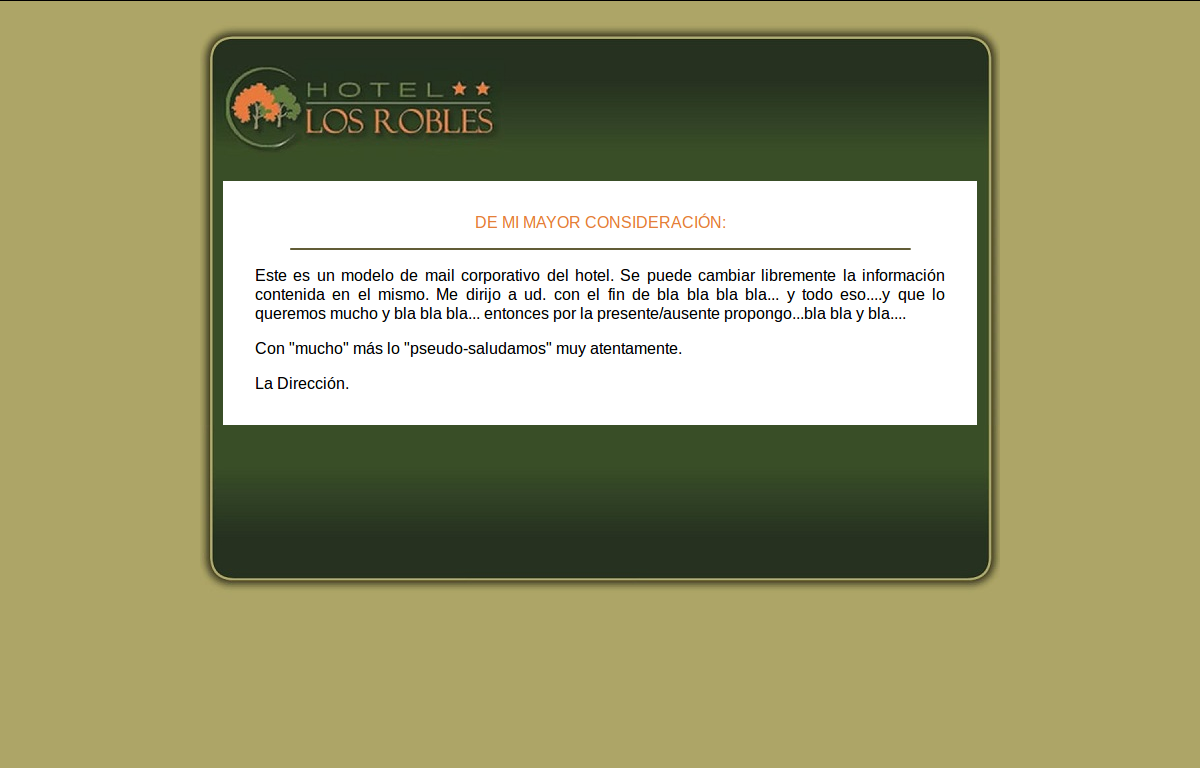 HOTEL
LOS ROBLES
DE MI MAYOR CONSIDERACIÓN:
Este es un modelo de mail corporativo del hotel. Se puede cambiar libremente la información
contenida en el mismo. Me dirijo a ud. con el fin de bla bla bla bla... y todo eso....y que lo
queremos mucho y bla bla bla... entonces por la presente/ausente propongo...bla bla y bla....
Con "mucho" más lo "pseudo-saludamos" muy atentamente.
La Dirección.